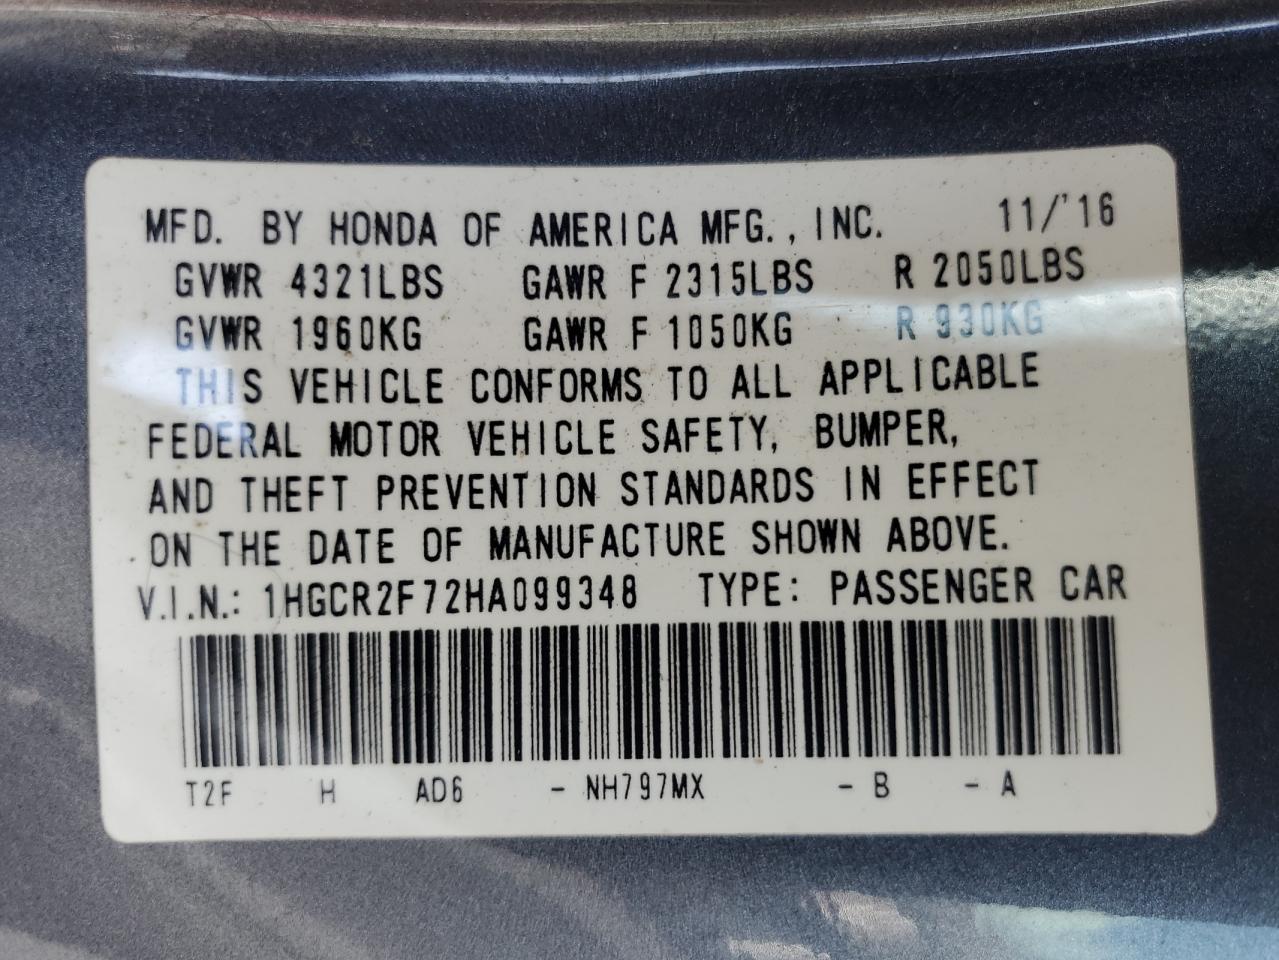 MFD. BY HONDA OF AMERICA MFG., INC. 11/'16
GVWR 4321LBS GAWR F 2315LBS R 2050LBS
GVWR 1960KG GAWR F 1050KG R 930KG
THIS VEHICLE CONFORMS TO ALL APPLICABLE
FEDERAL MOTOR VEHICLE SAFETY, BUMPER,
AND THEFT PREVENTION STANDARDS IN EFFECT
ON THE DATE OF MANUFACTURE SHOWN ABOVE.
V.I.N.: 1HGCR2F72HA099348 TYPE: PASSENGER CAR
T2F H AD6 - NH797MX - B - A